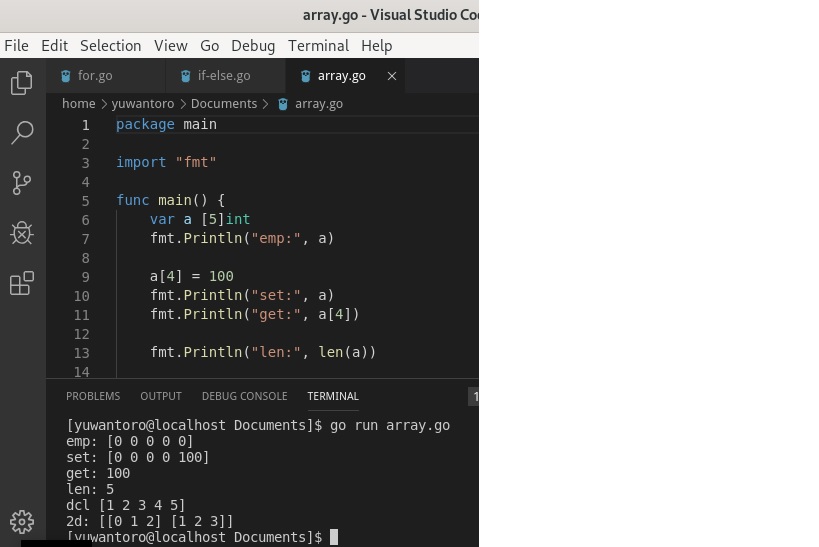 array.go - Visual Studio Co
File Edit Selection View Go Debug Terminal Help
for.go if-else.go array.go
home yuwantoro Documents array.go
1 package main
2
3 import "fmt"
4
5 func main() {
6 var a [5]int
7 fmt.Println("emp:", a)
8
9 a[4] = 100
10 fmt.Println("set:", a)
11 fmt.Println("get:", a[4])
12
13 fmt.Println("len:", len(a))
14
PROBLEMS OUTPUT DEBUG CONSOLE TERMINAL 1
[yuwantoro@localhost Documents]$ go run array.go
emp: [0 0 0 0 0]
set: [0 0 0 0 100]
get: 100
len: 5
dcl [1 2 3 4 5]
2d: [[0 1 2] [1 2 3]]
[yuwantoro@localhost Documents]$